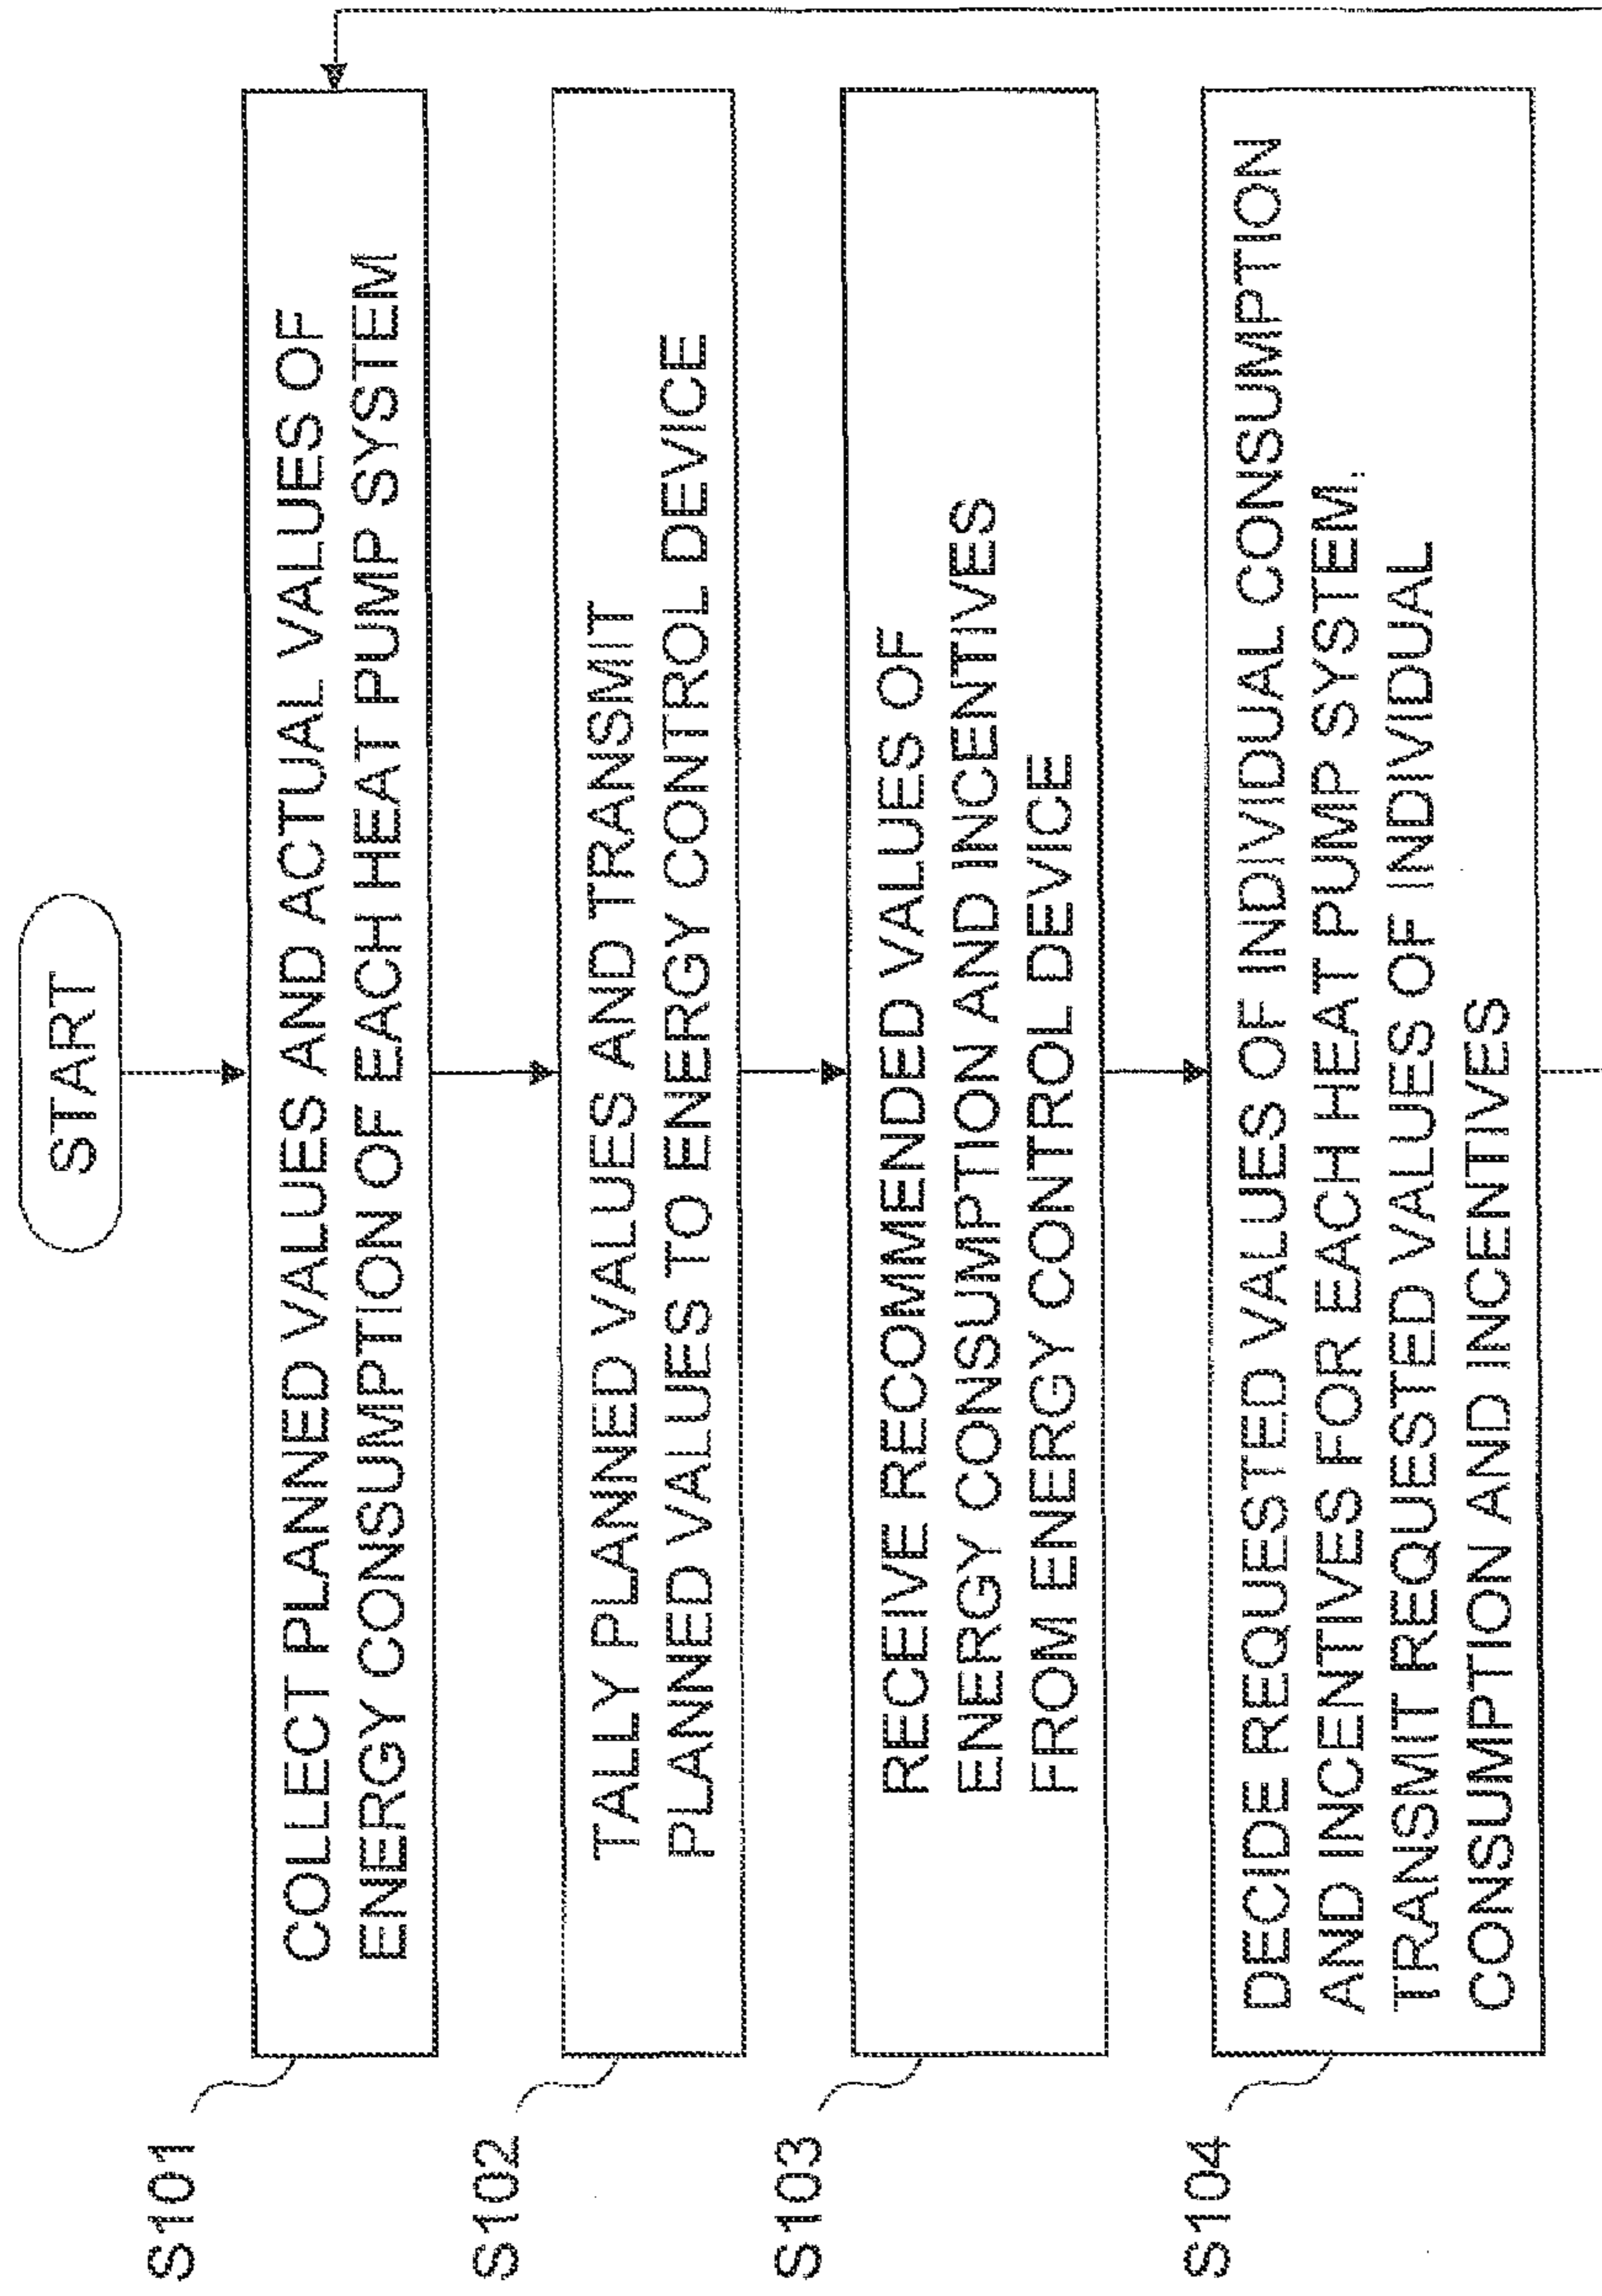 START
S101
COLLECT PLANNED VALUES AND ACTUAL VALUES OF
ENERGY CONSUMPTION OF EACH HEAT PUMP SYSTEM
S102
TALLY PLANNED VALUES AND TRANSMIT
PLANNED VALUES TO ENERGY CONTROL DEVICE
S103
RECEIVE RECOMMENDED VALUES OF
ENERGY CONSUMPTION AND INCENTIVES
FROM ENERGY CONTROL DEVICE
S104
DECIDE REQUESTED VALUES OF INDIVIDUAL CONSUMPTION
AND INCENTIVES FOR EACH HEAT PUMP SYSTEM,
TRANSMIT REQUESTED VALUES OF INDIVIDUAL
CONSUMPTION AND INCENTIVES